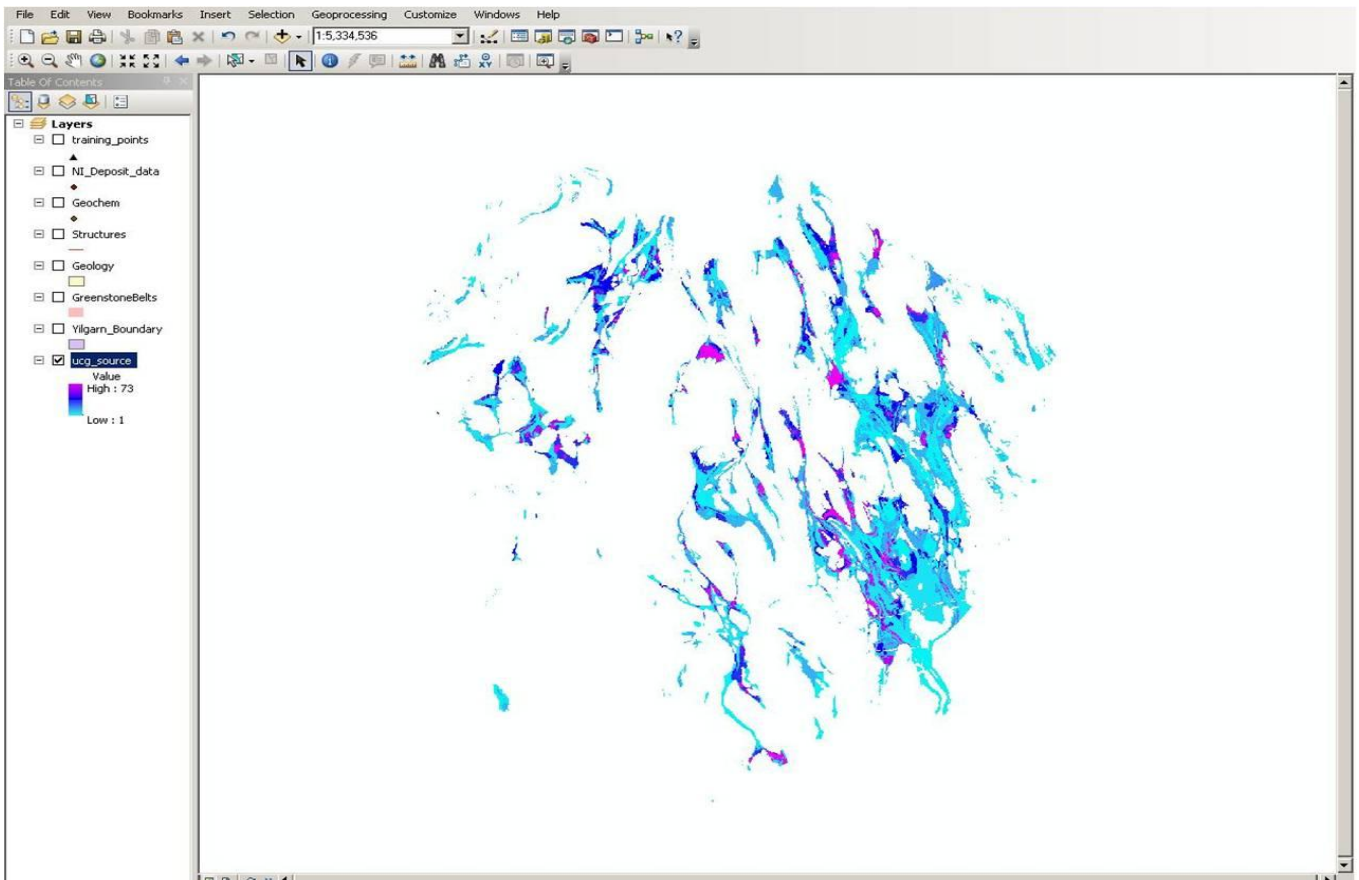 File Edit View Bookmarks Insert Selection Geoprocessing Customize Windows Help
1:5,334,536
Table Of Contents
Layers
training_points
NI_Deposit_data
Geochem
Structures
Geology
GreenstoneBelts
Yilgarn_Boundary
ucg_source
Value
High : 73
Low : 1